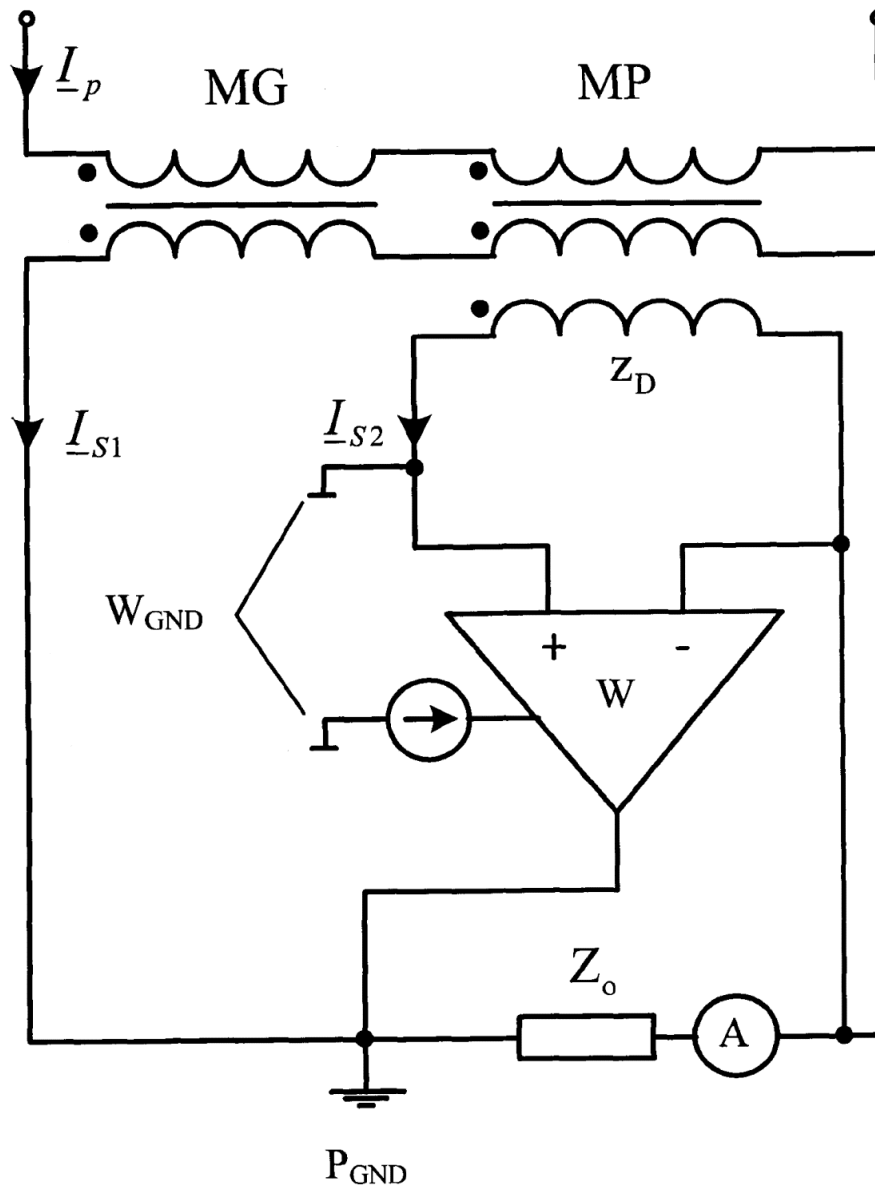 I_p
MG
MP
z_D
I_S1
I_S2
W_GND
+
-
W
Z_o
A
P_GND